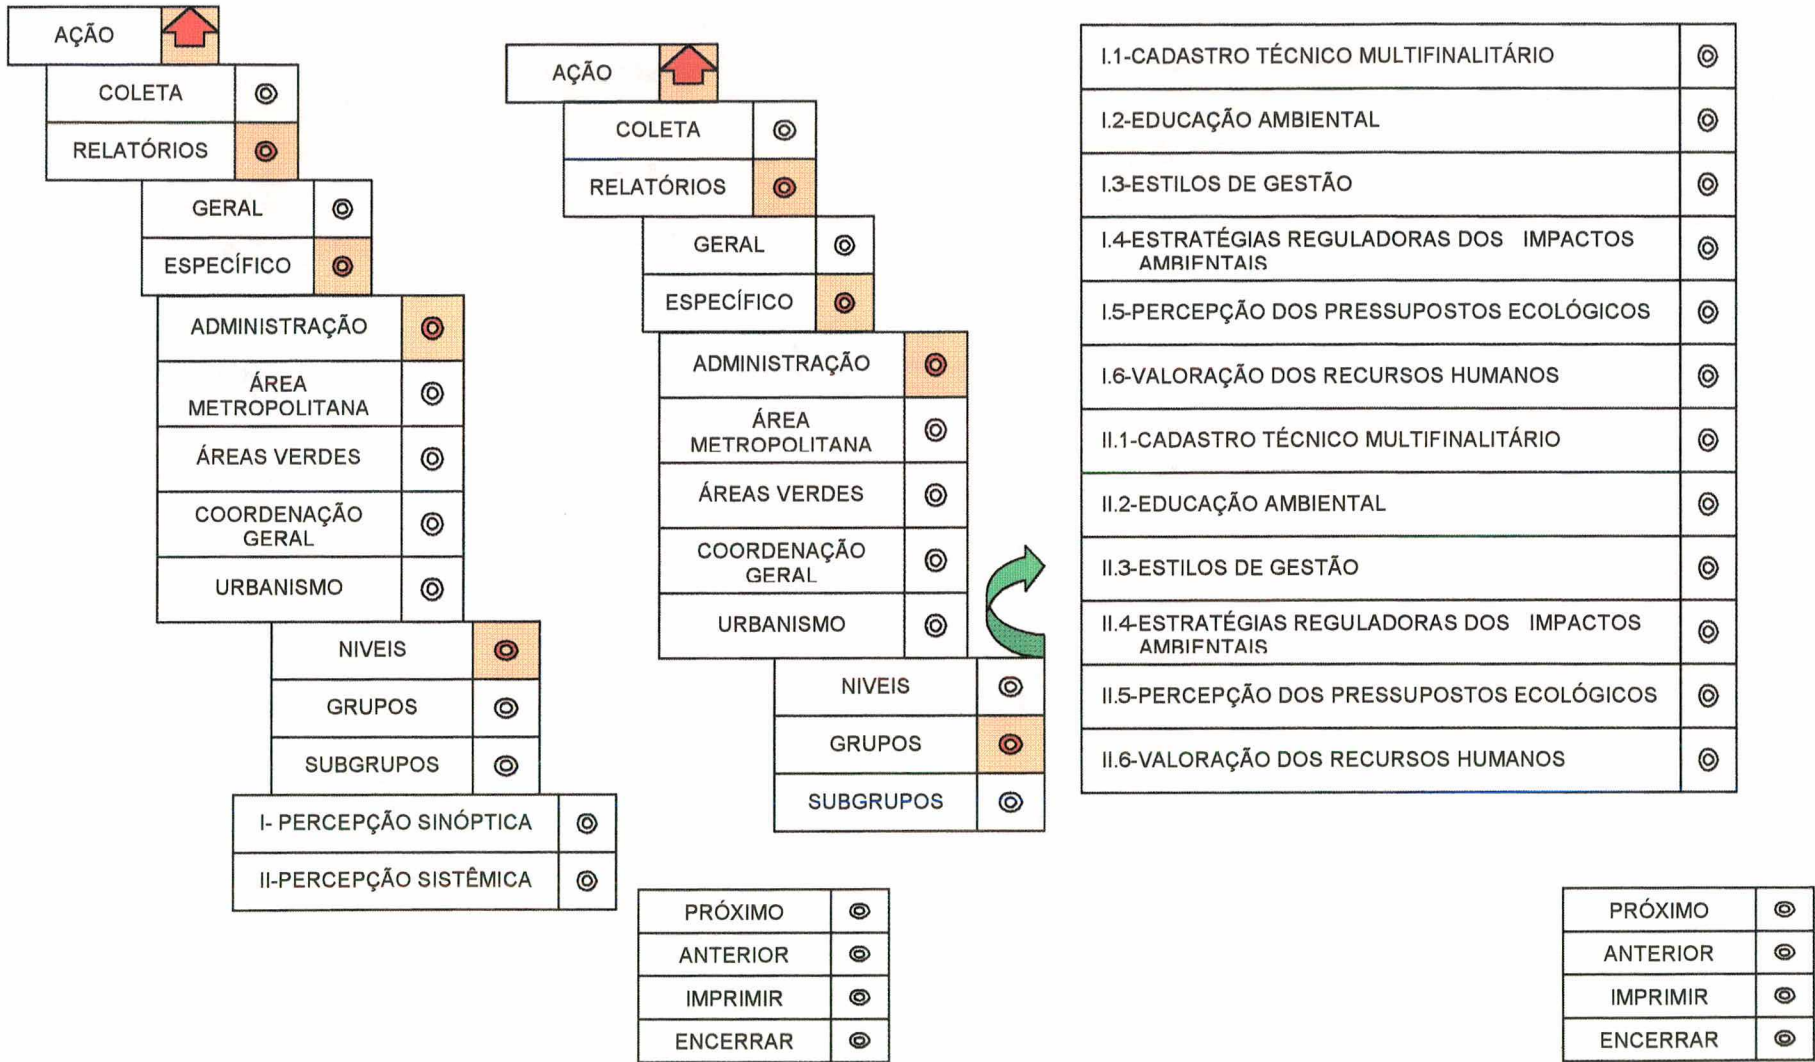 AÇÃO
COLETA
RELATÓRIOS
GERAL
ESPECÍFICO
ADMINISTRAÇÃO
ÁREA
METROPOLITANA
ÁREAS VERDES
COORDENAÇÃO
GERAL
URBANISMO
NIVEIS
GRUPOS
SUBGRUPOS
I- PERCEPÇÃO SINÓPTICA
II-PERCEPÇÃO SISTÊMICA
PRÓXIMO
ANTERIOR
IMPRIMIR
ENCERRAR
AÇÃO
COLETA
RELATÓRIOS
GERAL
ESPECÍFICO
ADMINISTRAÇÃO
ÁREA
METROPOLITANA
ÁREAS VERDES
COORDENAÇÃO
GERAL
URBANISMO
NIVEIS
GRUPOS
SUBGRUPOS
I.1-CADASTRO TÉCNICO MULTIFINALITÁRIO
I.2-EDUCAÇÃO AMBIENTAL
I.3-ESTILOS DE GESTÃO
I.4-ESTRATÉGIAS REGULADORAS DOS IMPACTOS
AMBIENTAIS
I.5-PERCEPÇÃO DOS PRESSUPOSTOS ECOLÓGICOS
I.6-VALORAÇÃO DOS RECURSOS HUMANOS
II.1-CADASTRO TÉCNICO MULTIFINALITÁRIO
II.2-EDUCAÇÃO AMBIENTAL
II.3-ESTILOS DE GESTÃO
II.4-ESTRATÉGIAS REGULADORAS DOS IMPACTOS
AMBIENTAIS
II.5-PERCEPÇÃO DOS PRESSUPOSTOS ECOLÓGICOS
II.6-VALORAÇÃO DOS RECURSOS HUMANOS
PRÓXIMO
ANTERIOR
IMPRIMIR
ENCERRAR